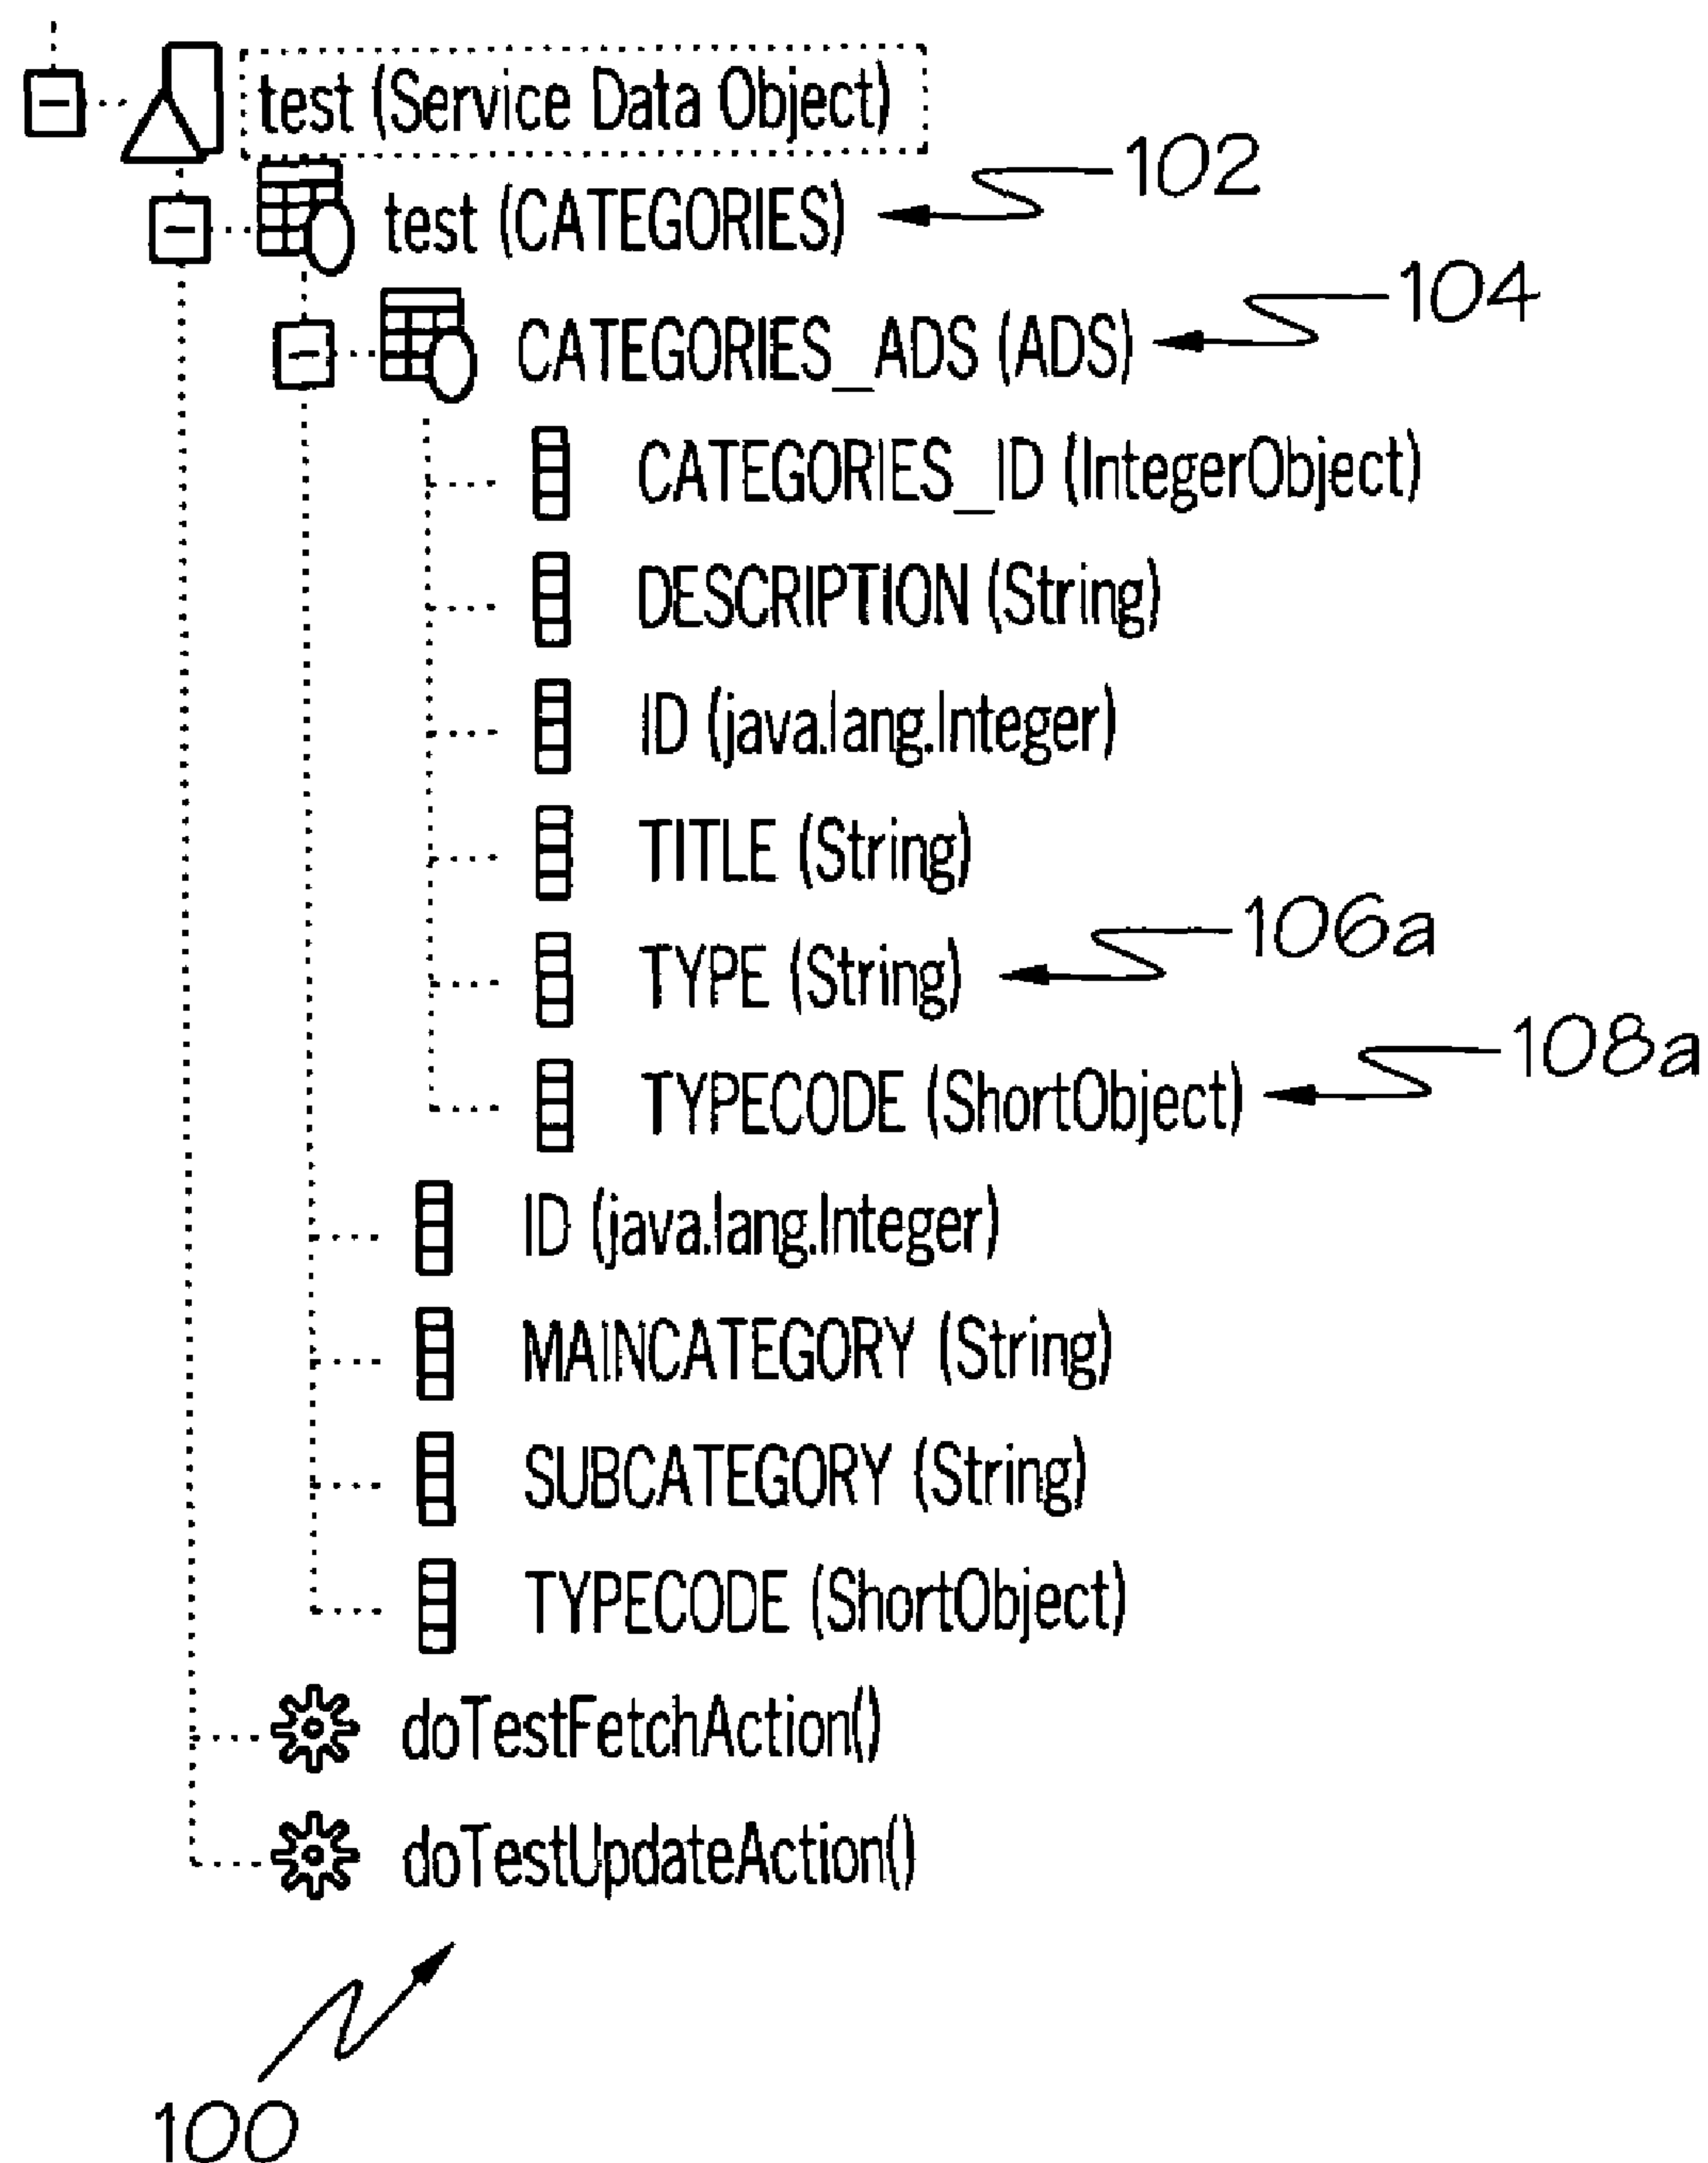 test (Service Data Object)
test (CATEGORIES)
102
CATEGORIES_ADS (ADS)
104
CATEGORIES_ID (IntegerObject)
DESCRIPTION (String)
ID (java.lang.Integer)
TITLE (String)
TYPE (String)
106a
TYPECODE (ShortObject)
108a
ID (java.lang.Integer)
MAINCATEGORY (String)
SUBCATEGORY (String)
TYPECODE (ShortObject)
doTestFetchAction()
doTestUpdateAction()
100